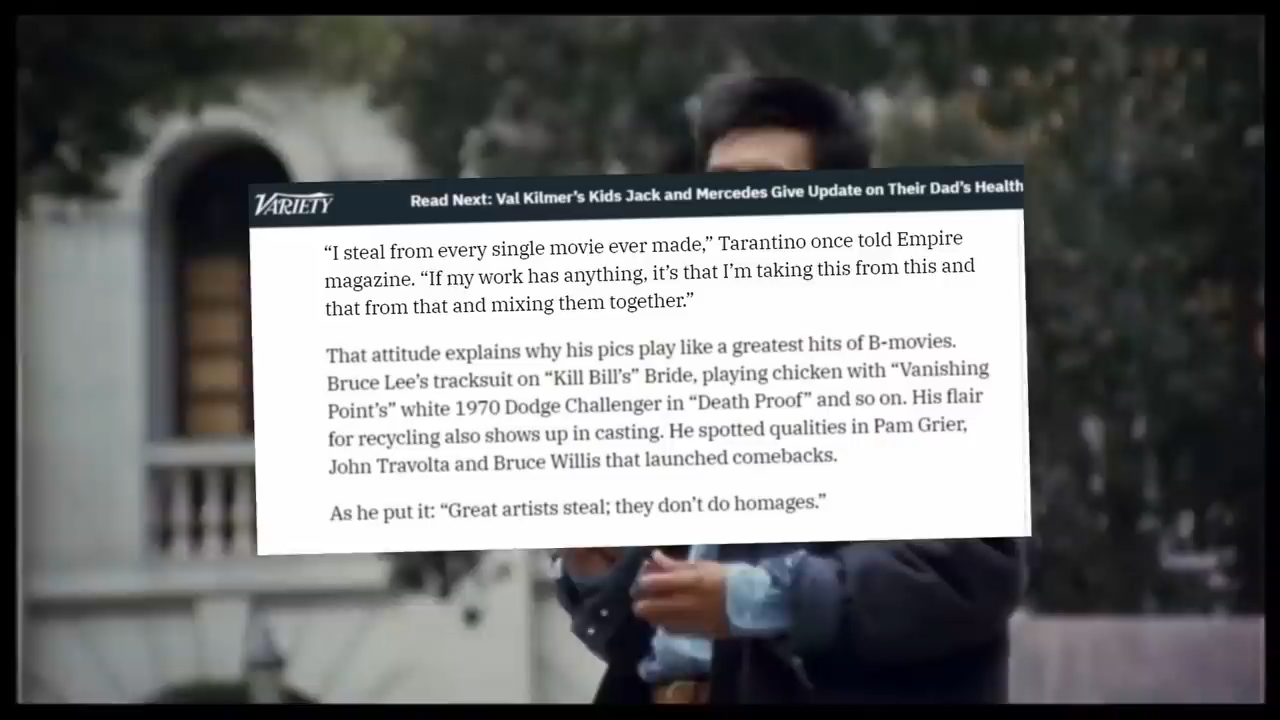 VARIETY
Read Next: Val Kilmer's Kids Jack and Mercedes Give Update on Their Dad's Health
“I steal from every single movie ever made,” Tarantino once told Empire
magazine. “If my work has anything, it’s that I’m taking this from this and
that from that and mixing them together.”
That attitude explains why his pics play like a greatest hits of B-movies.
Bruce Lee’s tracksuit on “Kill Bill’s” Bride, playing chicken with “Vanishing
Point’s” white 1970 Dodge Challenger in “Death Proof” and so on. His flair
for recycling also shows up in casting. He spotted qualities in Pam Grier,
John Travolta and Bruce Willis that launched comebacks.
As he put it: “Great artists steal; they don’t do homages.”